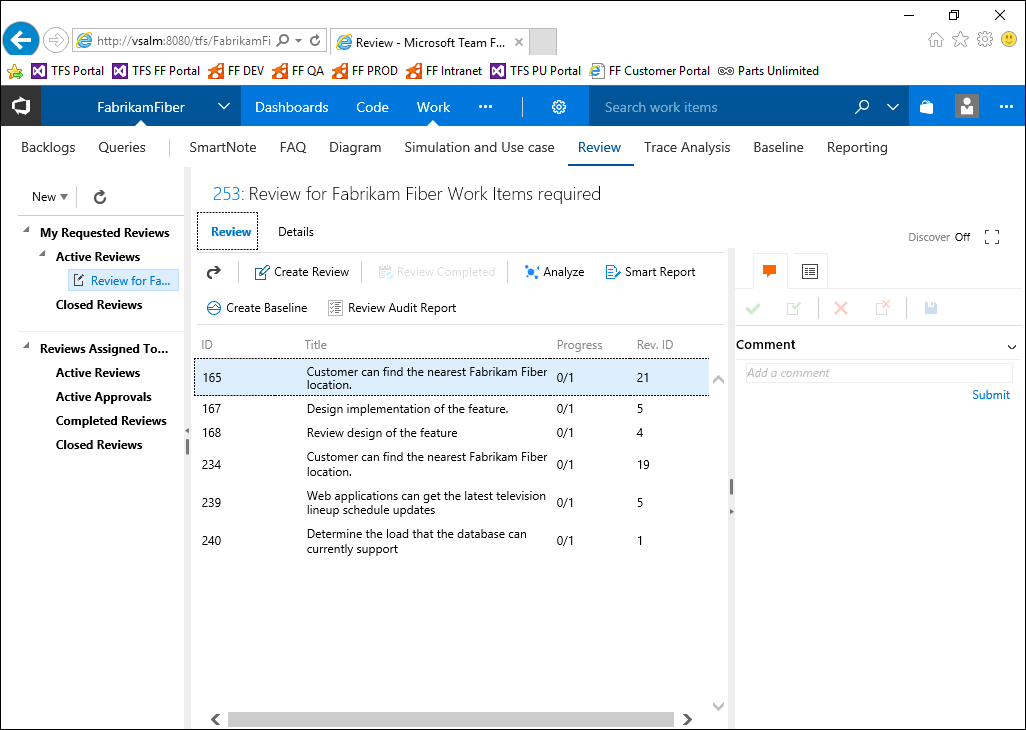 http://vsalm:8080/tfs/FabrikamFi
Review - Microsoft Team F...
TFS Portal
TFS FF Portal
FF DEV
FF QA
FF PROD
FF Intranet
TFS PU Portal
FF Customer Portal
Parts Unlimited
FabrikamFiber
Dashboards
Code
Work
Search work items
Backlogs
Queries
SmartNote
FAQ
Diagram
Simulation and Use case
Review
Trace Analysis
Baseline
Reporting
New
My Requested Reviews
Active Reviews
Review for Fa...
Closed Reviews
Reviews Assigned To...
Active Reviews
Active Approvals
Completed Reviews
Closed Reviews
253: Review for Fabrikam Fiber Work Items required
Review
Details
Discover Off
Create Review
Review Completed
Analyze
Smart Report
Create Baseline
Review Audit Report
ID Title Progress Rev. ID
165 Customer can find the nearest Fabrikam Fiber 0/1 21
location.
167 Design implementation of the feature. 0/1 5
168 Review design of the feature 0/1 4
234 Customer can find the nearest Fabrikam Fiber 0/1 19
location.
239 Web applications can get the latest television 0/1 5
lineup schedule updates
240 Determine the load that the database can 0/1 1
currently support
Comment
Add a comment
Submit